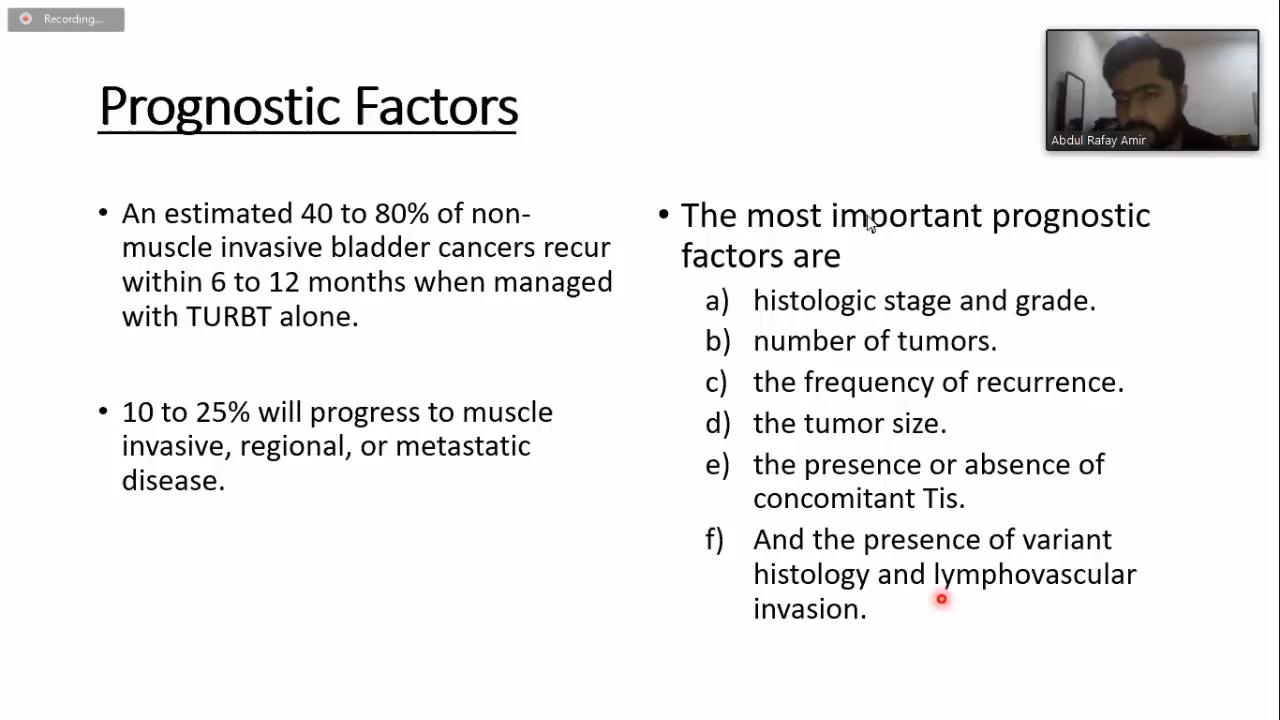 Recording...
Prognostic Factors
Abdul Rafay Amir
• An estimated 40 to 80% of non-
muscle invasive bladder cancers recur
within 6 to 12 months when managed
with TURBT alone.
• 10 to 25% will progress to muscle
invasive, regional, or metastatic
disease.
• The most important prognostic
factors are
a) histologic stage and grade.
b) number of tumors.
c) the frequency of recurrence.
d) the tumor size.
e) the presence or absence of
concomitant Tis.
f) And the presence of variant
histology and lymphovascular
invasion.